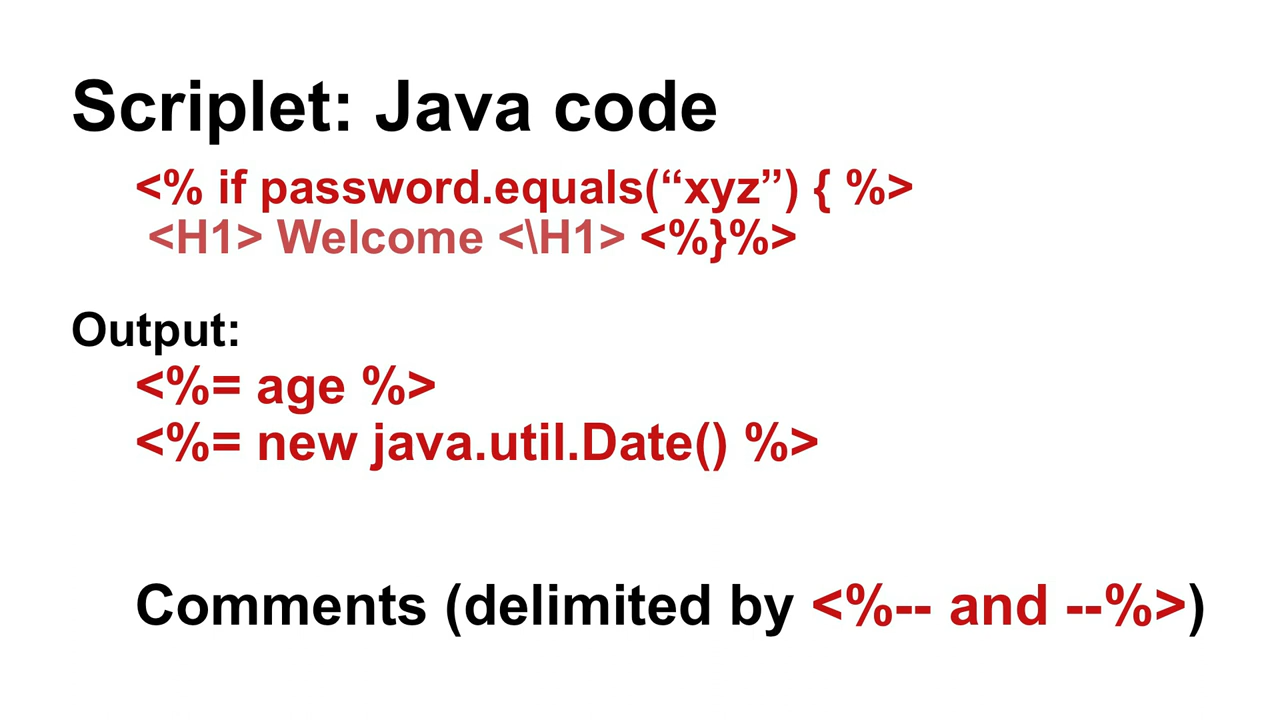 Scriplet: Java code
<% if password.equals(“xyz”) { %>
<H1> Welcome <\H1> <%}%>
Output:
<%= age %>
<%= new java.util.Date() %>
Comments (delimited by <%-- and --%>)